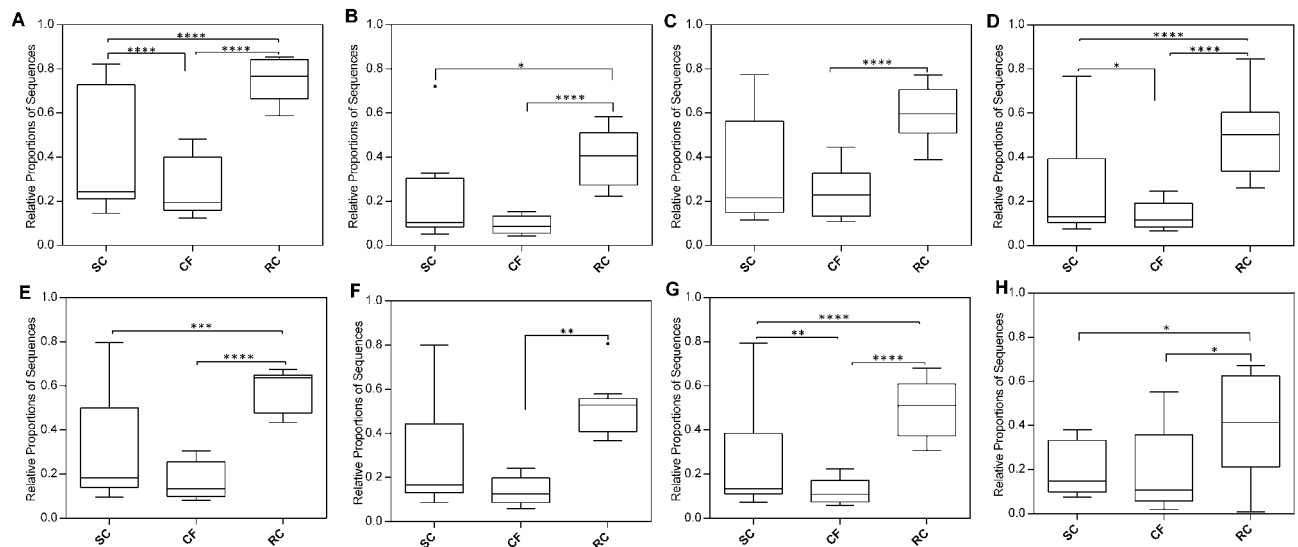 A
Relative Proportions of Sequences
1.0
0.8
0.6
0.4
0.2
0.0
****
****
****
SC
CF
RC
B
Relative Proportions of Sequences
1.0
0.8
0.6
0.4
0.2
0.0
*
****
SC
CF
RC
C
Relative Proportions of Sequences
1.0
0.8
0.6
0.4
0.2
0.0
****
SC
CF
RC
D
Relative Proportions of Sequences
1.0
0.8
0.6
0.4
0.2
0.0
****
****
*
SC
CF
RC
E
Relative Proportions of Sequences
1.0
0.8
0.6
0.4
0.2
0.0
***
****
SC
CF
RC
F
Relative Proportions of Sequences
1.0
0.8
0.6
0.4
0.2
0.0
**
SC
CF
RC
G
Relative Proportions of Sequences
1.0
0.8
0.6
0.4
0.2
0.0
****
**
****
SC
CF
RC
H
Relative Proportions of Sequences
1.0
0.8
0.6
0.4
0.2
0.0
*
*
SC
CF
RC